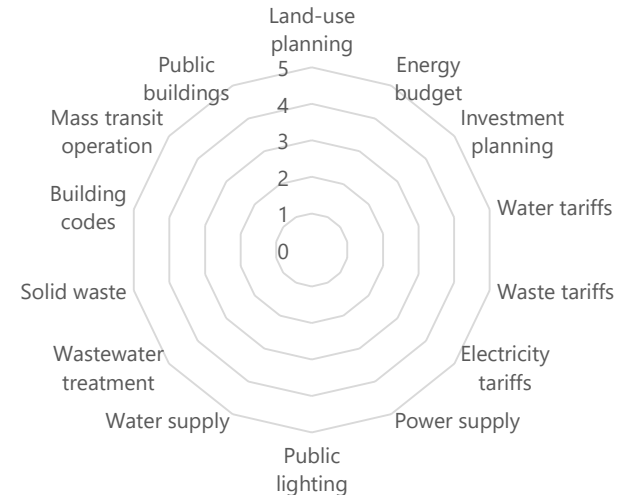 Land-use
planning
Energy
budget
Investment
planning
Water tariffs
Waste tariffs
Electricity
tariffs
Power supply
Public
lighting
Water supply
Wastewater
treatment
Solid waste
Building
codes
Mass transit
operation
Public
buildings
5
4
3
2
1
0